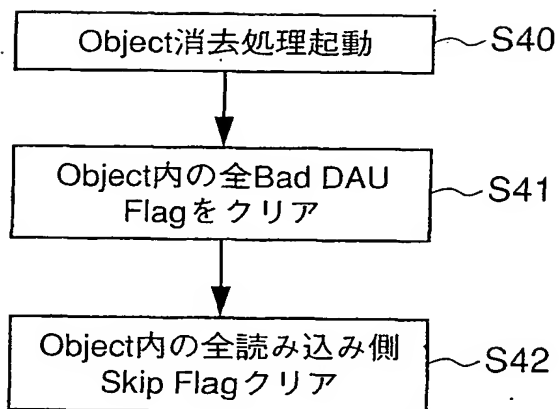 Object消去処理起動
S40
Object内の全Bad DAU
Flagをクリア
S41
Object内の全読み込み側
Skip Flagクリア
S42